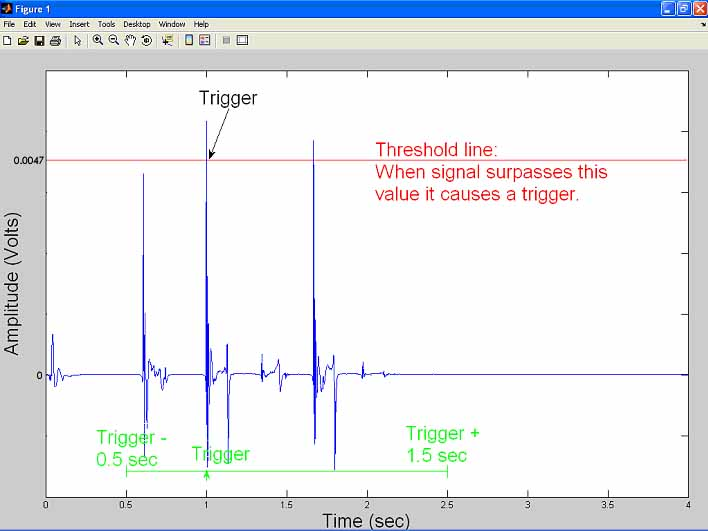 Figure 1
File Edit View Insert Tools Desktop Window Help
Trigger
0.0047
Threshold line:
When signal surpasses this
value it causes a trigger.
Amplitude (Volts)
0
Trigger -
0.5 sec
Trigger
Trigger +
1.5 sec
0 0.5 1 1.5 2 2.5 3 3.5 4
Time (sec)